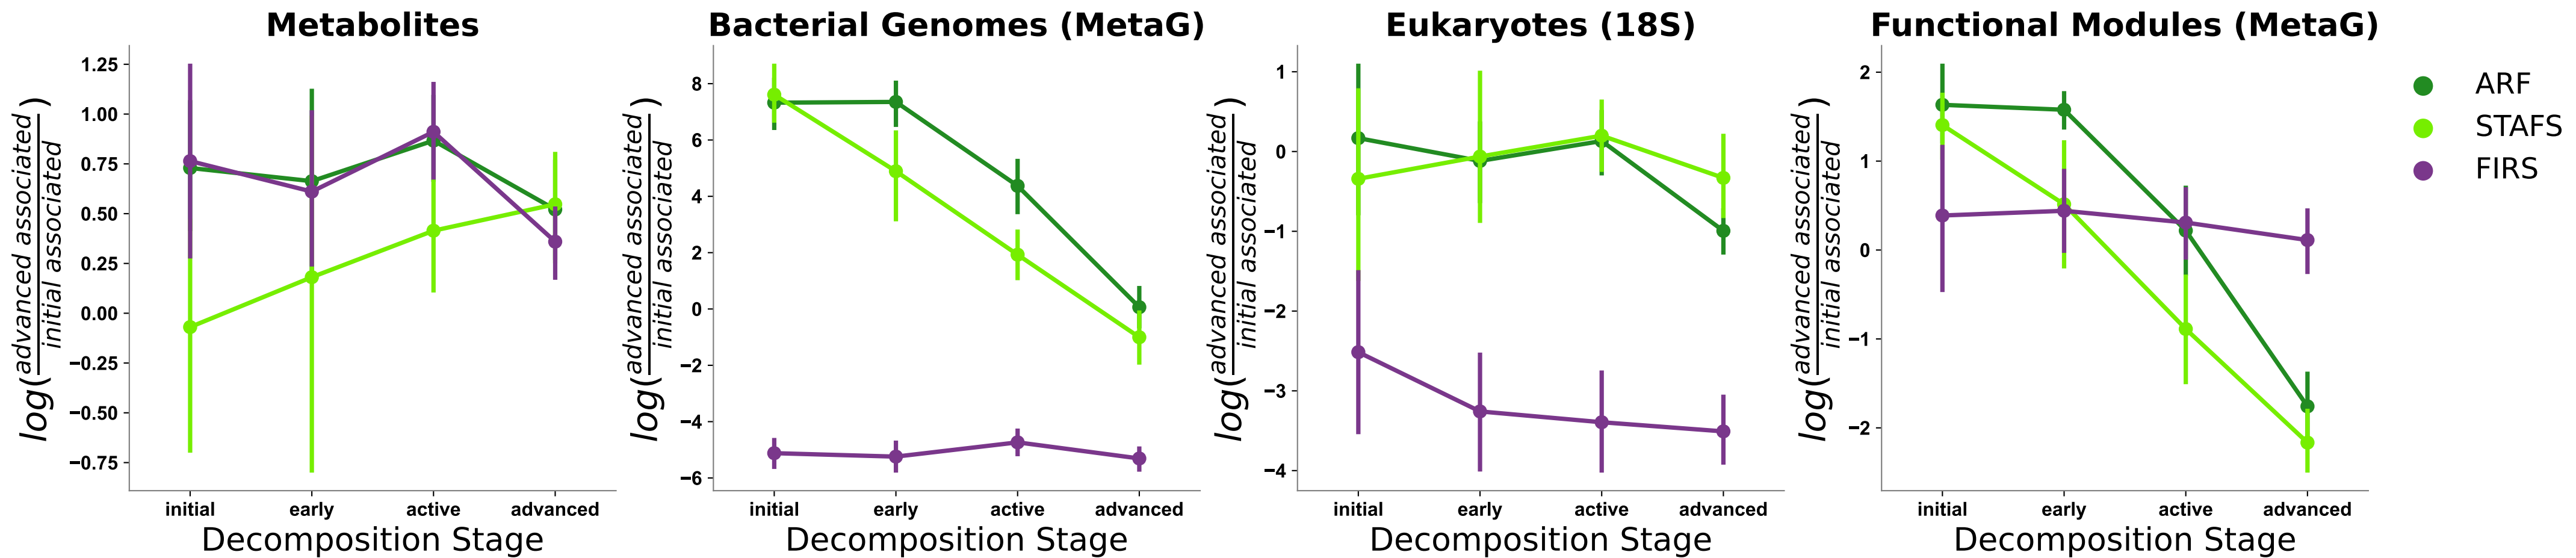 Metabolites
log(advanced associated / initial associated)
1.25
1.00
0.75
0.50
0.25
0.00
−0.25
−0.50
−0.75
initial early active advanced
Decomposition Stage
Bacterial Genomes (MetaG)
log(advanced associated / initial associated)
8
6
4
2
0
−2
−4
−6
initial early active advanced
Decomposition Stage
Eukaryotes (18S)
log(advanced associated / initial associated)
1
0
−1
−2
−3
−4
initial early active advanced
Decomposition Stage
Functional Modules (MetaG)
log(advanced associated / initial associated)
2
1
0
−1
−2
initial early active advanced
Decomposition Stage
ARF
STAFS
FIRS